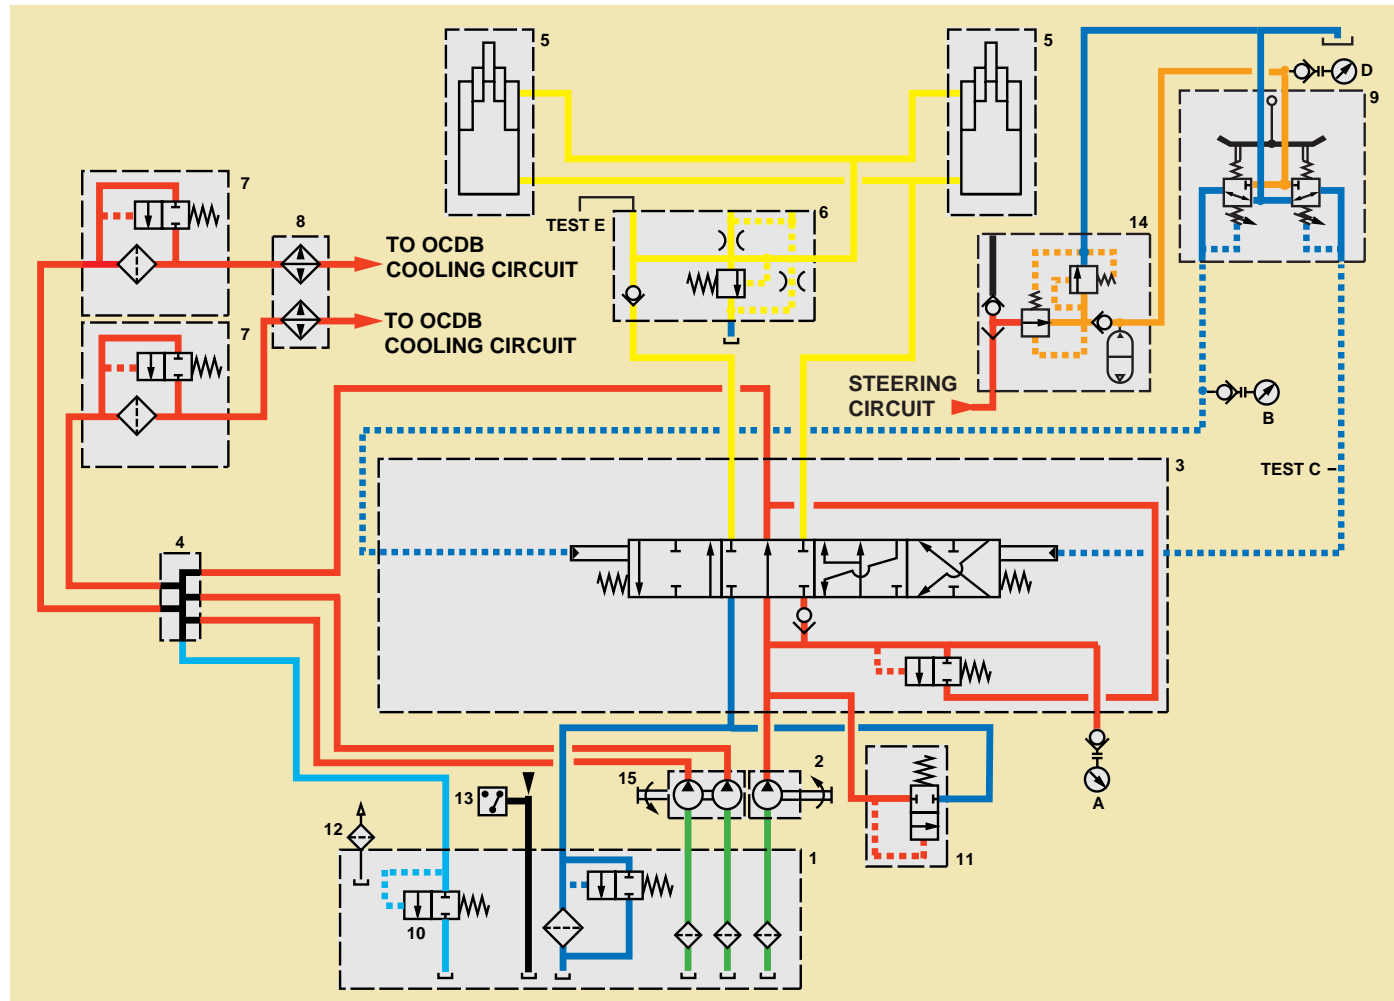 5
5
D
9
7
8
TEST E
6
14
TO OCDB
COOLING CIRCUIT
7
TO OCDB
COOLING CIRCUIT
STEERING
CIRCUIT
B
3
TEST C
4
15
2
13
A
12
1
11
10